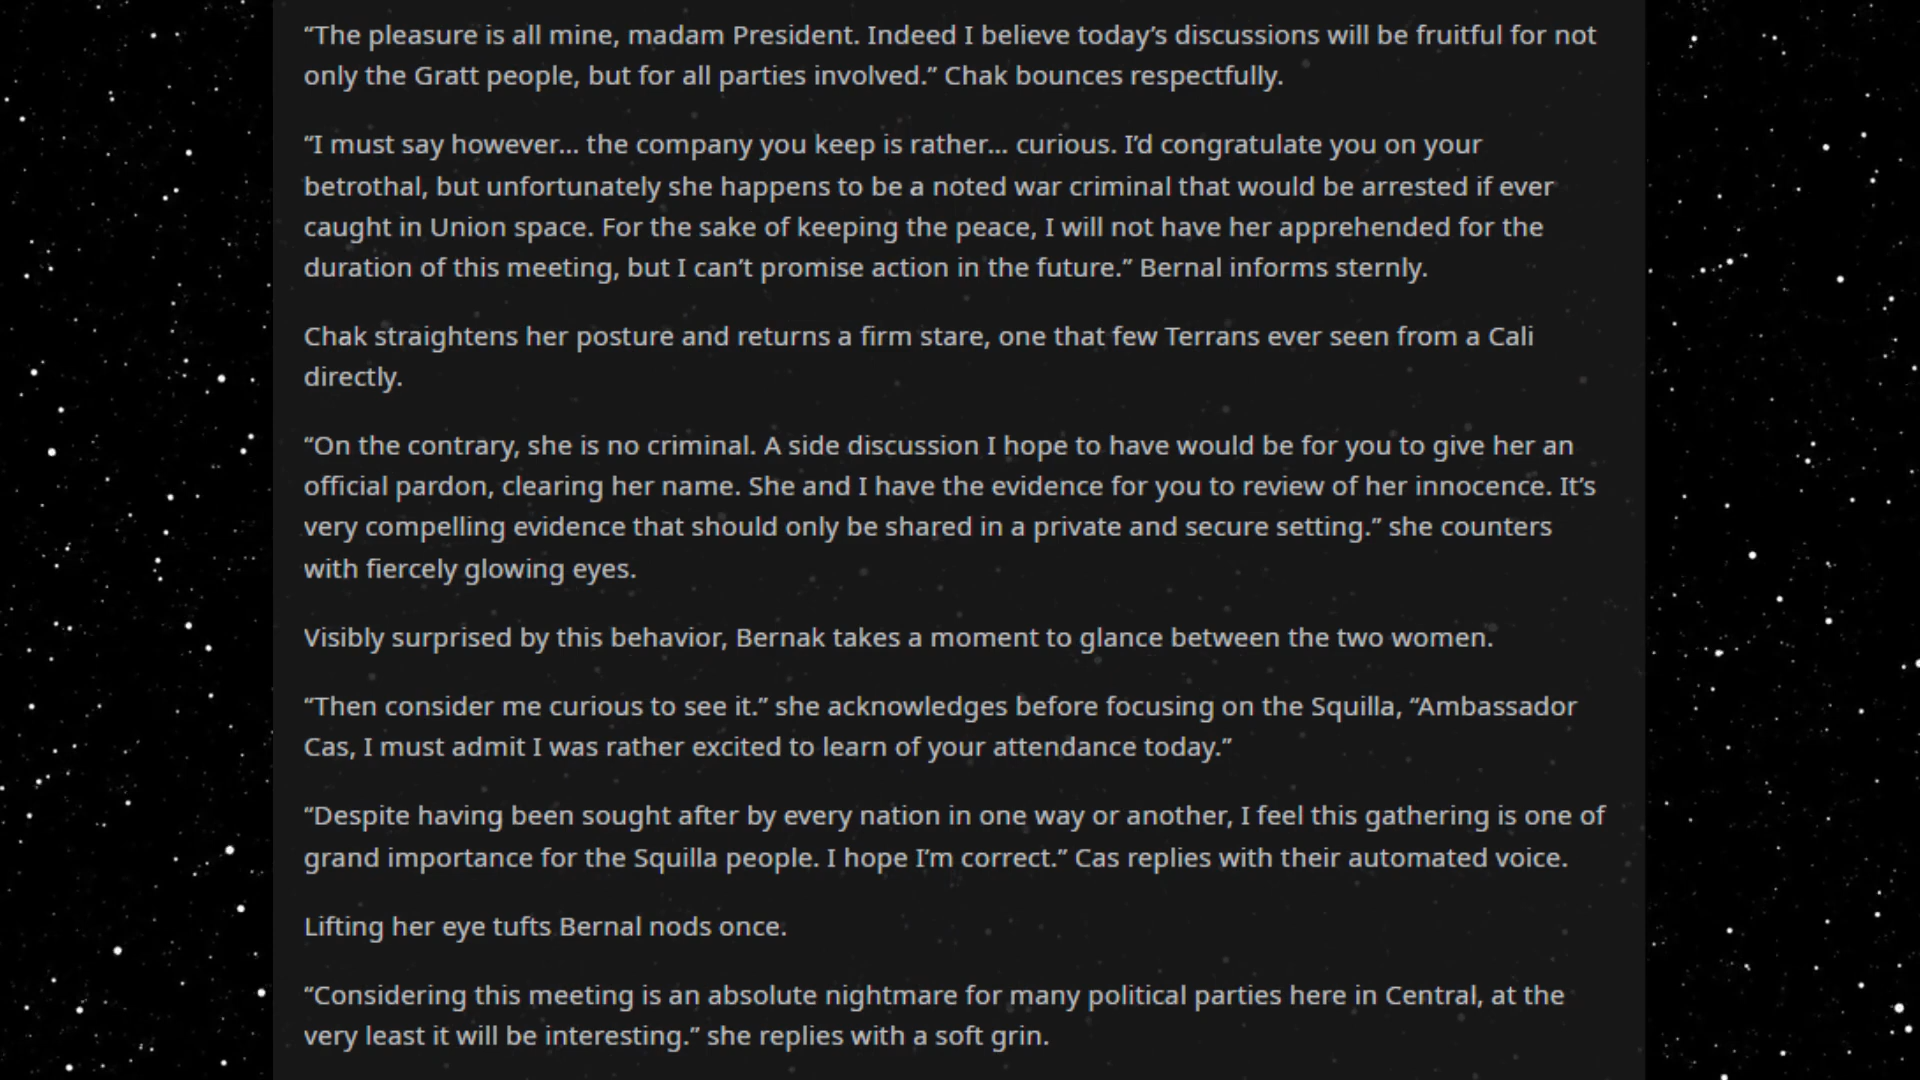 “The pleasure is all mine, madam President. Indeed I believe today’s discussions will be fruitful for not
only the Gratt people, but for all parties involved.” Chak bounces respectfully.
“I must say however… the company you keep is rather… curious. I’d congratulate you on your
betrothal, but unfortunately she happens to be a noted war criminal that would be arrested if ever
caught in Union space. For the sake of keeping the peace, I will not have her apprehended for the
duration of this meeting, but I can’t promise action in the future.” Bernal informs sternly.
Chak straightens her posture and returns a firm stare, one that few Terrans ever seen from a Cali
directly.
“On the contrary, she is no criminal. A side discussion I hope to have would be for you to give her an
official pardon, clearing her name. She and I have the evidence for you to review of her innocence. It’s
very compelling evidence that should only be shared in a private and secure setting.” she counters
with fiercely glowing eyes.
Visibly surprised by this behavior, Bernak takes a moment to glance between the two women.
“Then consider me curious to see it.” she acknowledges before focusing on the Squilla, “Ambassador
Cas, I must admit I was rather excited to learn of your attendance today.”
“Despite having been sought after by every nation in one way or another, I feel this gathering is one of
grand importance for the Squilla people. I hope I’m correct.” Cas replies with their automated voice.
Lifting her eye tufts Bernal nods once.
“Considering this meeting is an absolute nightmare for many political parties here in Central, at the
very least it will be interesting.” she replies with a soft grin.